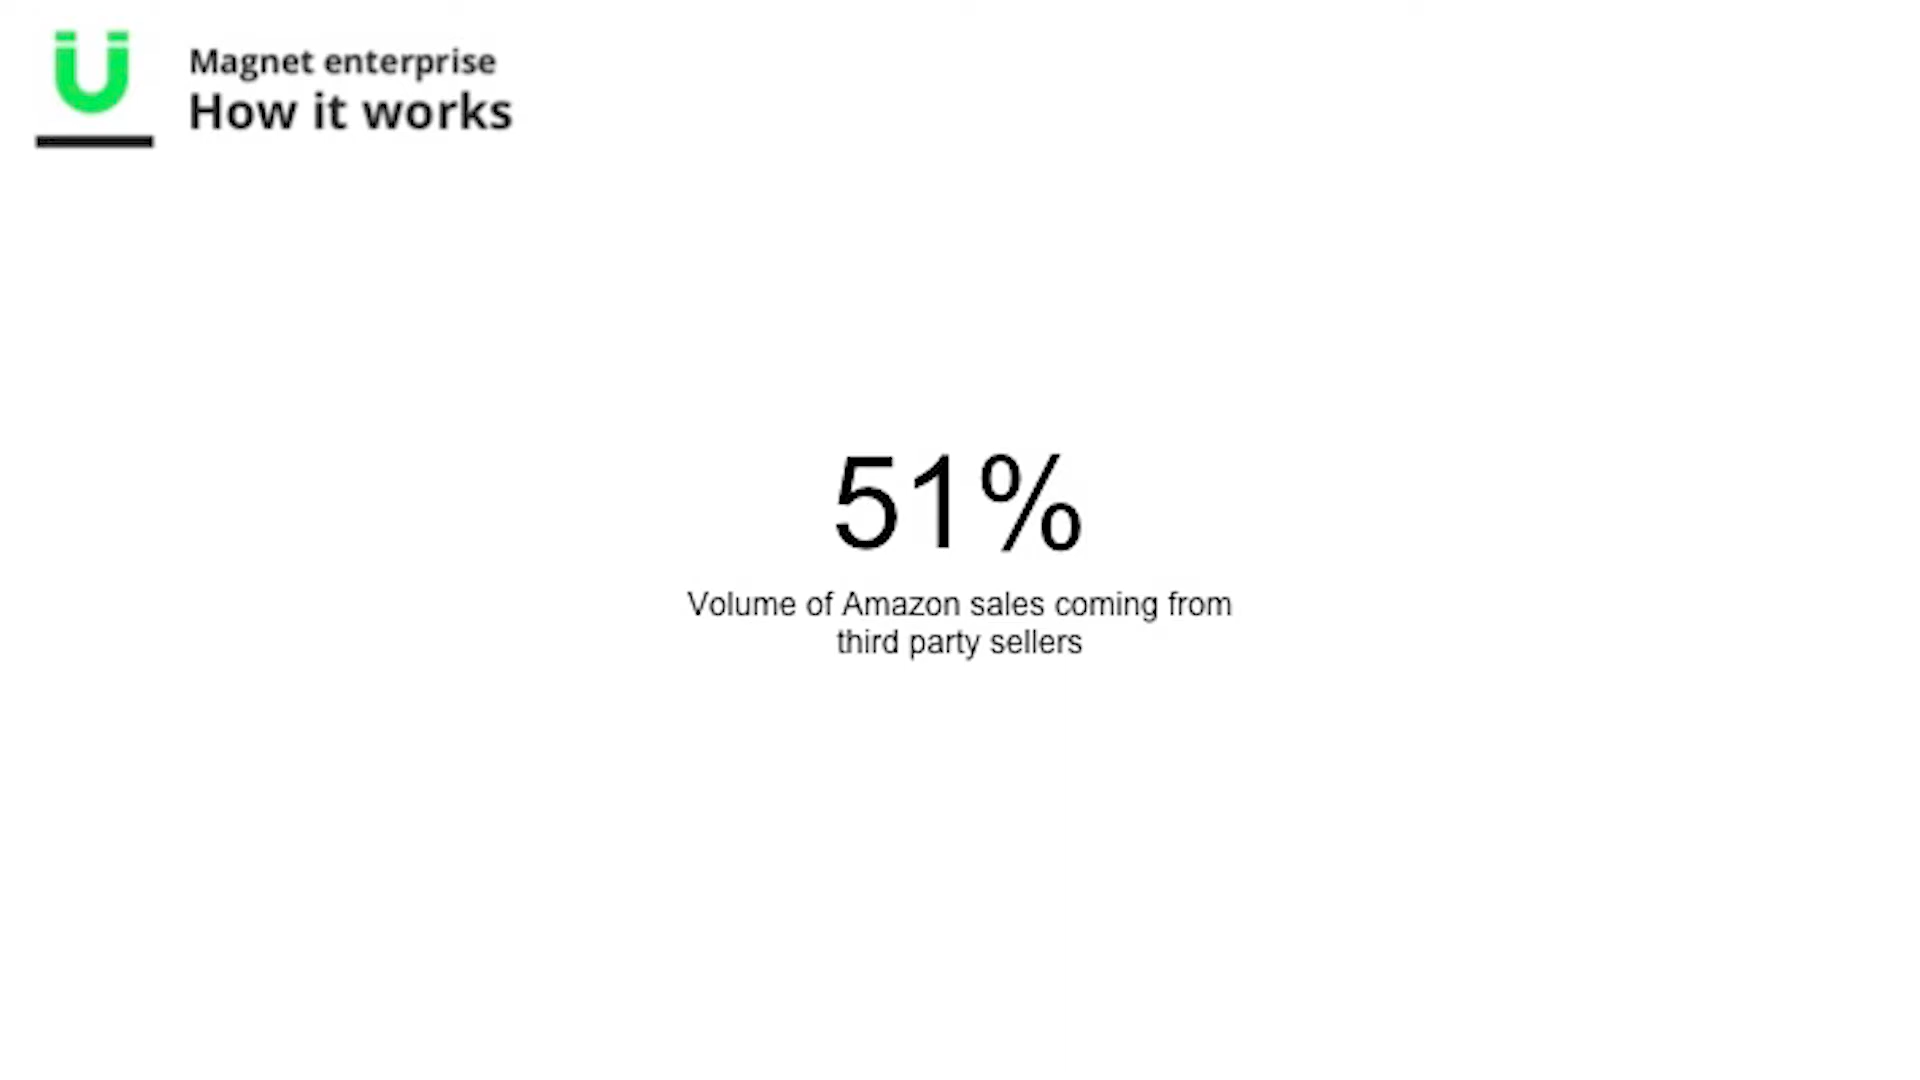 Magnet enterprise
How it works
51%
Volume of Amazon sales coming from
third party sellers